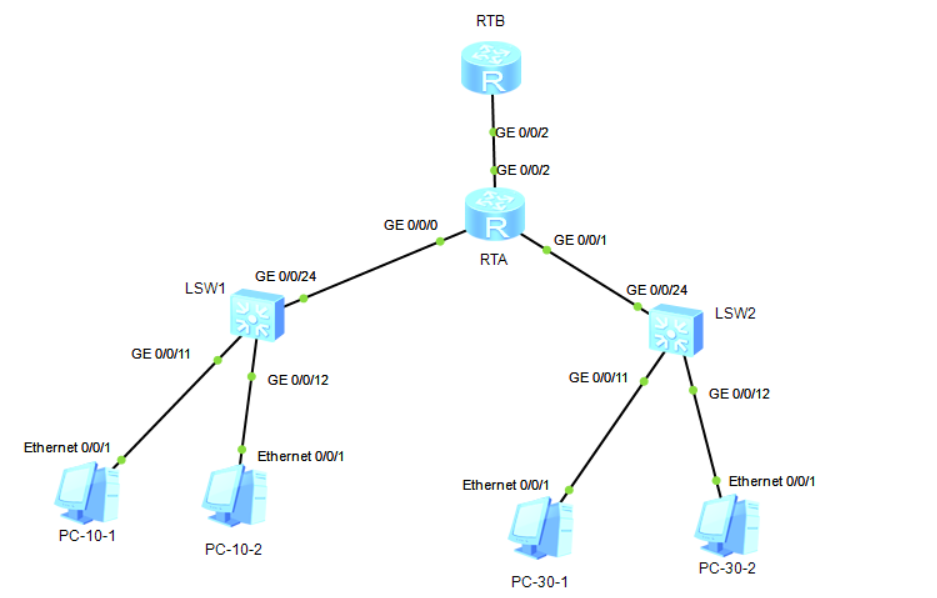 RTB
R
GE 0/0/2
GE 0/0/2
R
RTA
GE 0/0/0
GE 0/0/1
GE 0/0/24
LSW1
GE 0/0/24
LSW2
GE 0/0/11
GE 0/0/12
GE 0/0/11
GE 0/0/12
Ethernet 0/0/1
Ethernet 0/0/1
Ethernet 0/0/1
Ethernet 0/0/1
PC-10-1
PC-10-2
PC-30-1
PC-30-2